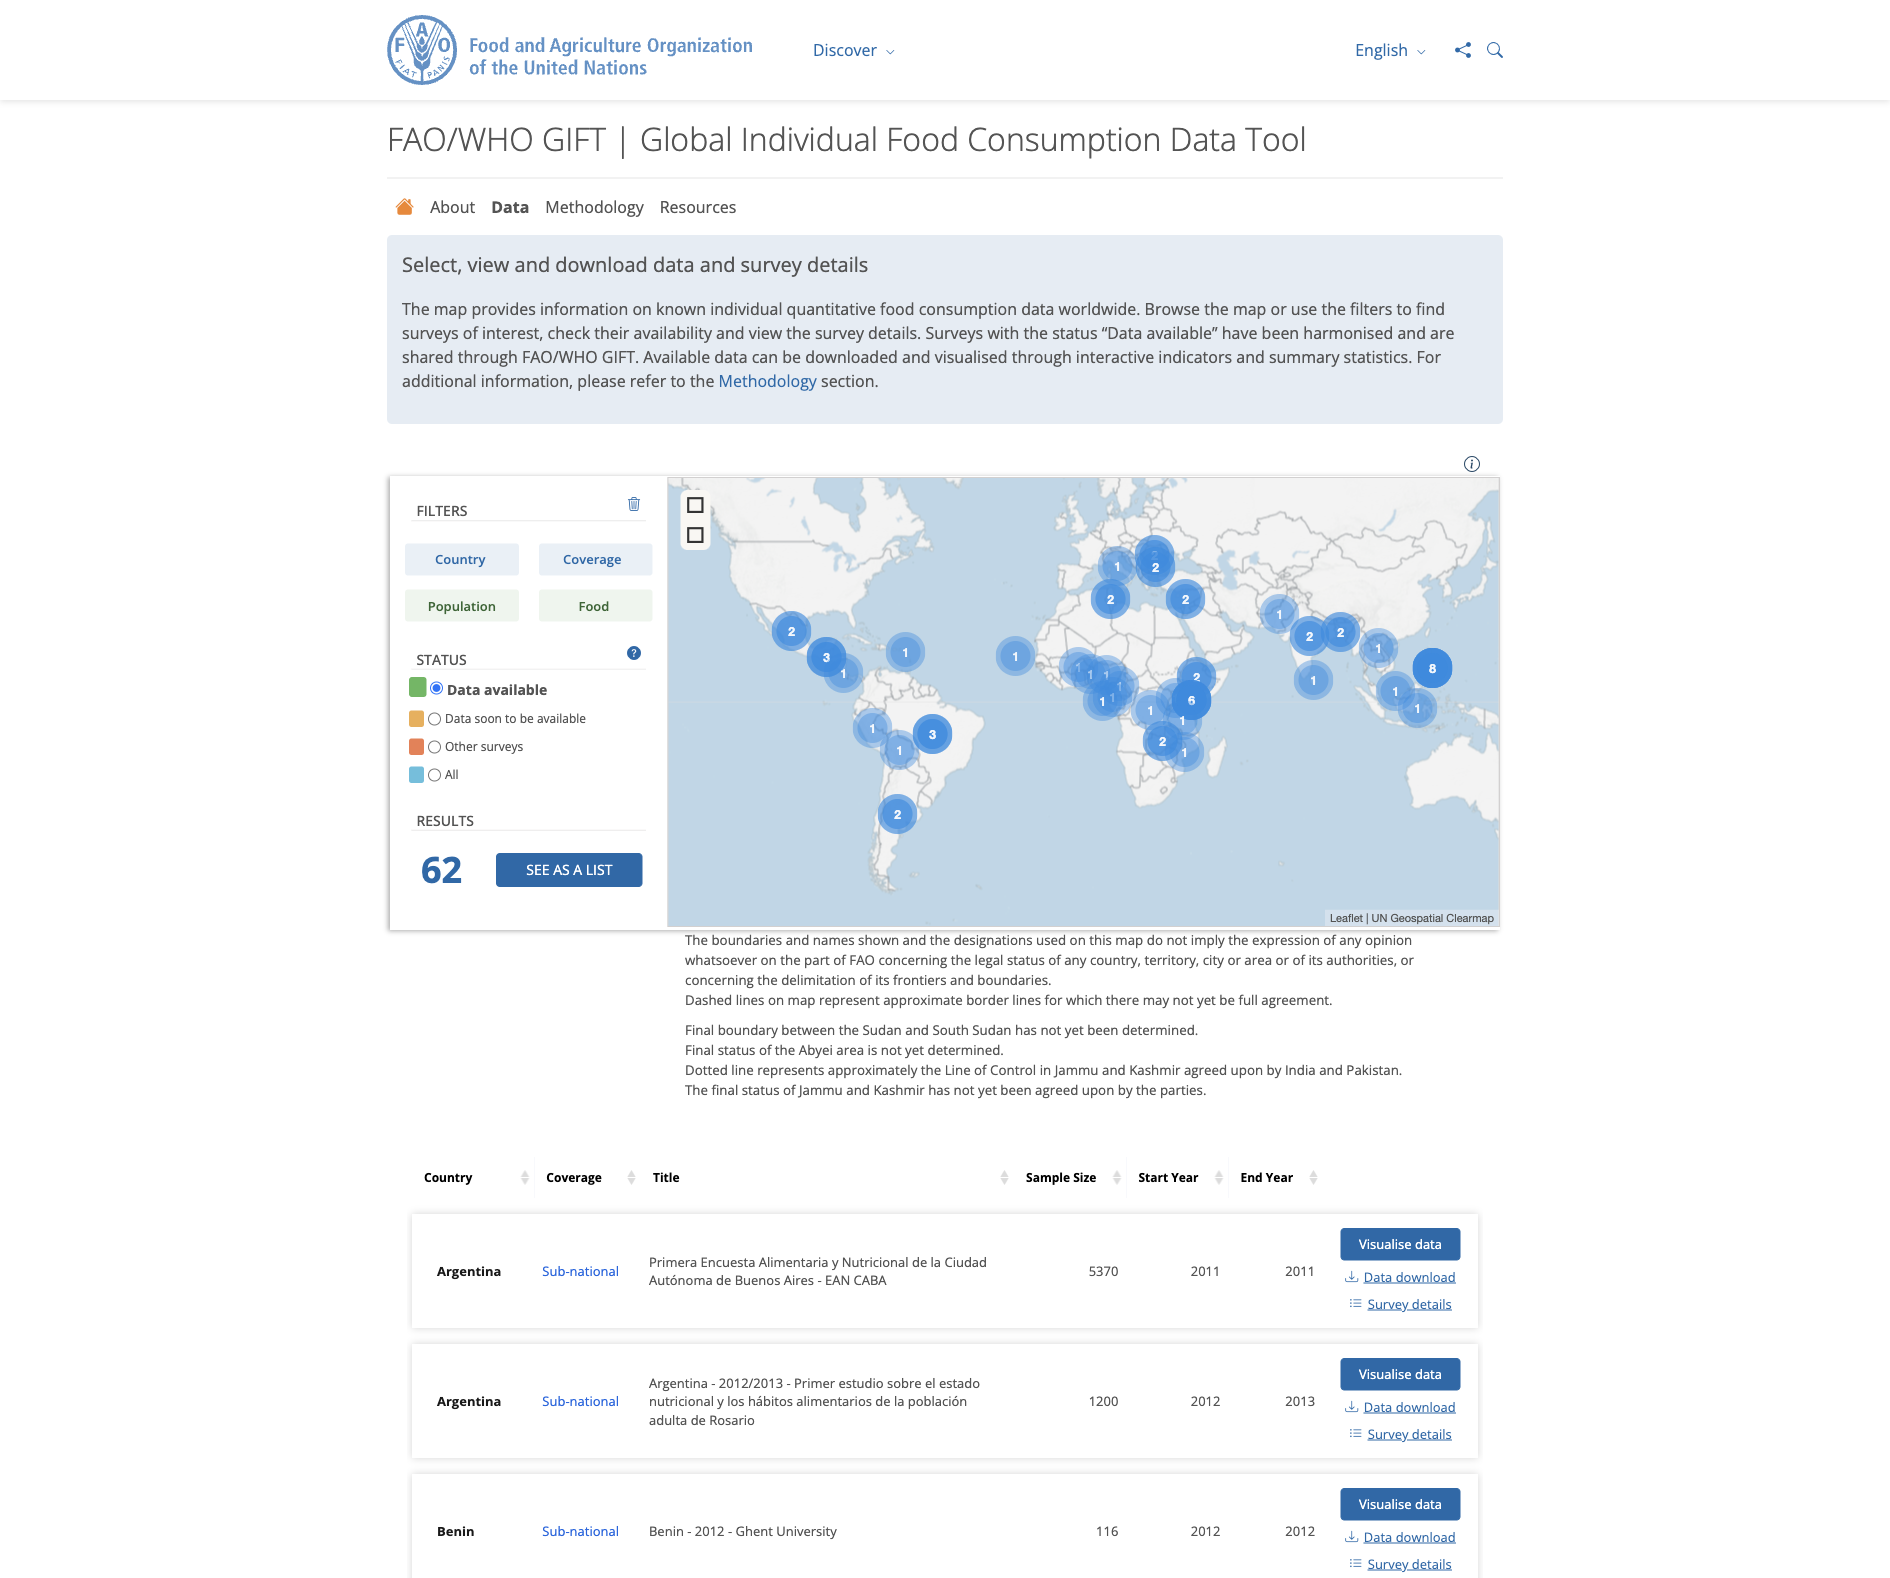 FAO
FIAT PANIS
Food and Agriculture Organization
of the United Nations
Discover
English
FAO/WHO GIFT | Global Individual Food Consumption Data Tool
About Data Methodology Resources
Select, view and download data and survey details
The map provides information on known individual quantitative food consumption data worldwide. Browse the map or use the filters to find
surveys of interest, check their availability and view the survey details. Surveys with the status “Data available” have been harmonised and are
shared through FAO/WHO GIFT. Available data can be downloaded and visualised through interactive indicators and summary statistics. For
additional information, please refer to the Methodology section.
FILTERS
Country Coverage
Population Food
STATUS
?
Data available
Data soon to be available
Other surveys
All
RESULTS
62 SEE AS A LIST
2
1
2
2
2
1
2
2
2
3
1
1
1
1
8
1
1
1
1
1
1
1
1
2
6
1
1
2
1
1
1
3
1
2
Leaflet | UN Geospatial Clearmap
The boundaries and names shown and the designations used on this map do not imply the expression of any opinion
whatsoever on the part of FAO concerning the legal status of any country, territory, city or area or of its authorities, or
concerning the delimitation of its frontiers and boundaries.
Dashed lines on map represent approximate border lines for which there may not yet be full agreement.
Final boundary between the Sudan and South Sudan has not yet been determined.
Final status of the Abyei area is not yet determined.
Dotted line represents approximately the Line of Control in Jammu and Kashmir agreed upon by India and Pakistan.
The final status of Jammu and Kashmir has not yet been agreed upon by the parties.
Country Coverage Title Sample Size Start Year End Year
Argentina Sub-national Primera Encuesta Alimentaria y Nutricional de la Ciudad
Autónoma de Buenos Aires - EAN CABA 5370 2011 2011
Visualise data
Data download
Survey details
Argentina Sub-national Argentina - 2012/2013 - Primer estudio sobre el estado
nutricional y los hábitos alimentarios de la población
adulta de Rosario 1200 2012 2013
Visualise data
Data download
Survey details
Benin Sub-national Benin - 2012 - Ghent University 116 2012 2012
Visualise data
Data download
Survey details